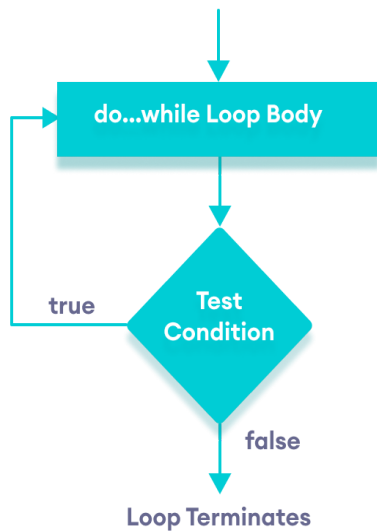 do...while Loop Body
true
Test
Condition
false
Loop Terminates